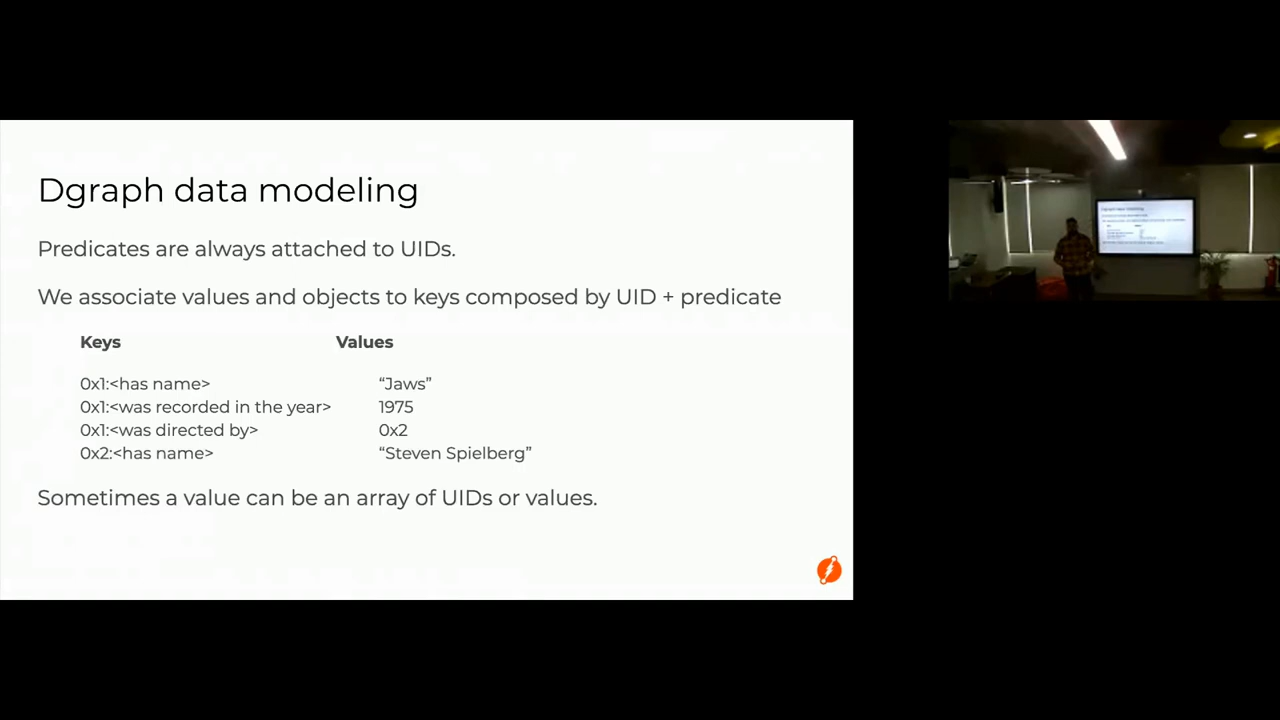 Dgraph data modeling
Predicates are always attached to UIDs.
We associate values and objects to keys composed by UID + predicate
Keys Values
0x1:<has name> “Jaws”
0x1:<was recorded in the year> 1975
0x1:<was directed by> 0x2
0x2:<has name> “Steven Spielberg”
Sometimes a value can be an array of UIDs or values.